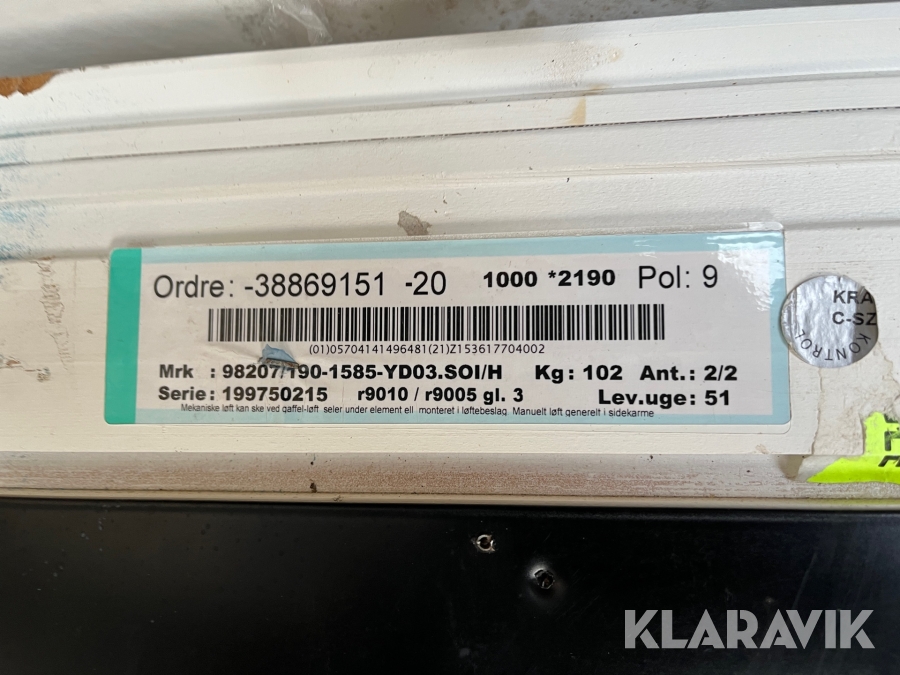 Ordre: -38869151 -20 1000 *2190 Pol: 9
(01)05704141496481(21)Z153617704002
Mrk : 98207/190-1585-YD03.SOI/H Kg: 102 Ant.: 2/2
Serie: 199750215 r9010 / r9005 gl. 3 Lev.uge: 51
Mekaniske løft kan ske ved gaffel-løft seler under element ell monteret i løftebeslag. Manuelt løft generelt i sidekarme
KRA
C-SZ
KONTROL
KLARAVIK